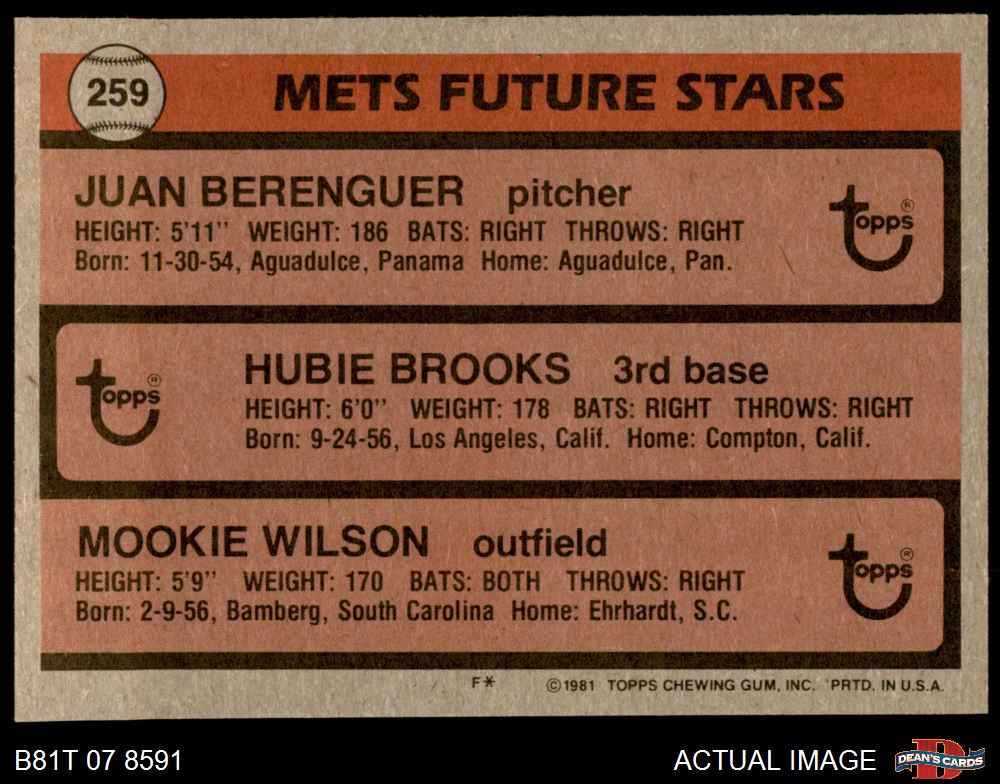 259
METS FUTURE STARS
JUAN BERENGUER pitcher
HEIGHT: 5'11" WEIGHT: 186 BATS: RIGHT THROWS: RIGHT
Born: 11-30-54, Aguadulce, Panama Home: Aguadulce, Pan.
topps®
HUBIE BROOKS 3rd base
HEIGHT: 6'0" WEIGHT: 178 BATS: RIGHT THROWS: RIGHT
Born: 9-24-56, Los Angeles, Calif. Home: Compton, Calif.
topps®
MOOKIE WILSON outfield
HEIGHT: 5'9" WEIGHT: 170 BATS: BOTH THROWS: RIGHT
Born: 2-9-56, Bamberg, South Carolina Home: Ehrhardt, S.C.
topps®
F* ©1981 TOPPS CHEWING GUM, INC. PRTD. IN U.S.A.
B81T 07 8591
ACTUAL IMAGE
D
DEAN'S CARDS